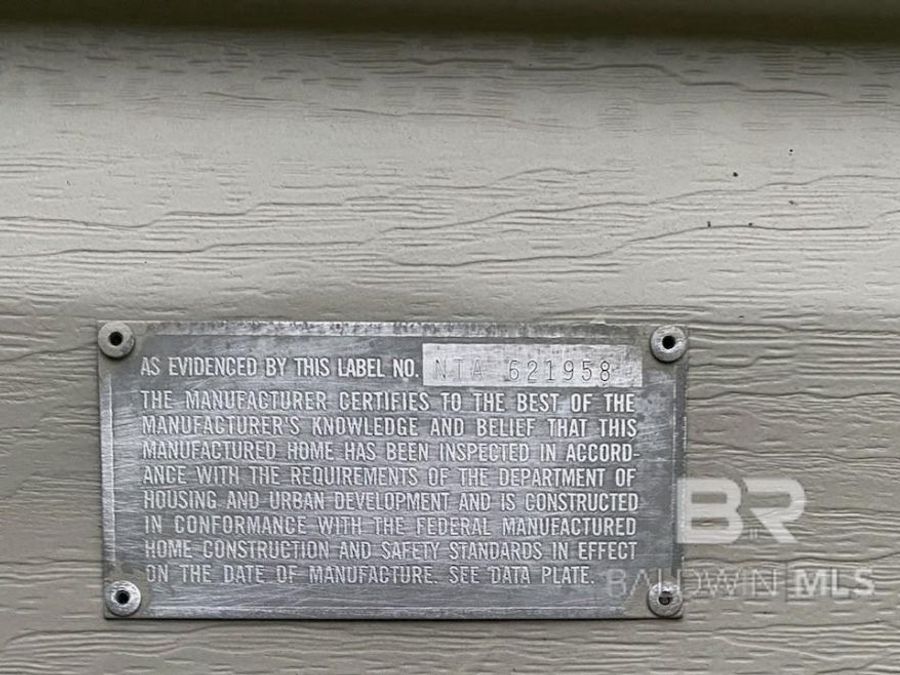 AS EVIDENCED BY THIS LABEL NO. NTA 621958
THE MANUFACTURER CERTIFIES TO THE BEST OF THE
MANUFACTURER'S KNOWLEDGE AND BELIEF THAT THIS
MANUFACTURED HOME HAS BEEN INSPECTED IN ACCORD-
ANCE WITH THE REQUIREMENTS OF THE DEPARTMENT OF
HOUSING AND URBAN DEVELOPMENT AND IS CONSTRUCTED
IN CONFORMANCE WITH THE FEDERAL MANUFACTURED
HOME CONSTRUCTION AND SAFETY STANDARDS IN EFFECT
ON THE DATE OF MANUFACTURE. SEE DATA PLATE.
BR
BALDWIN MLS